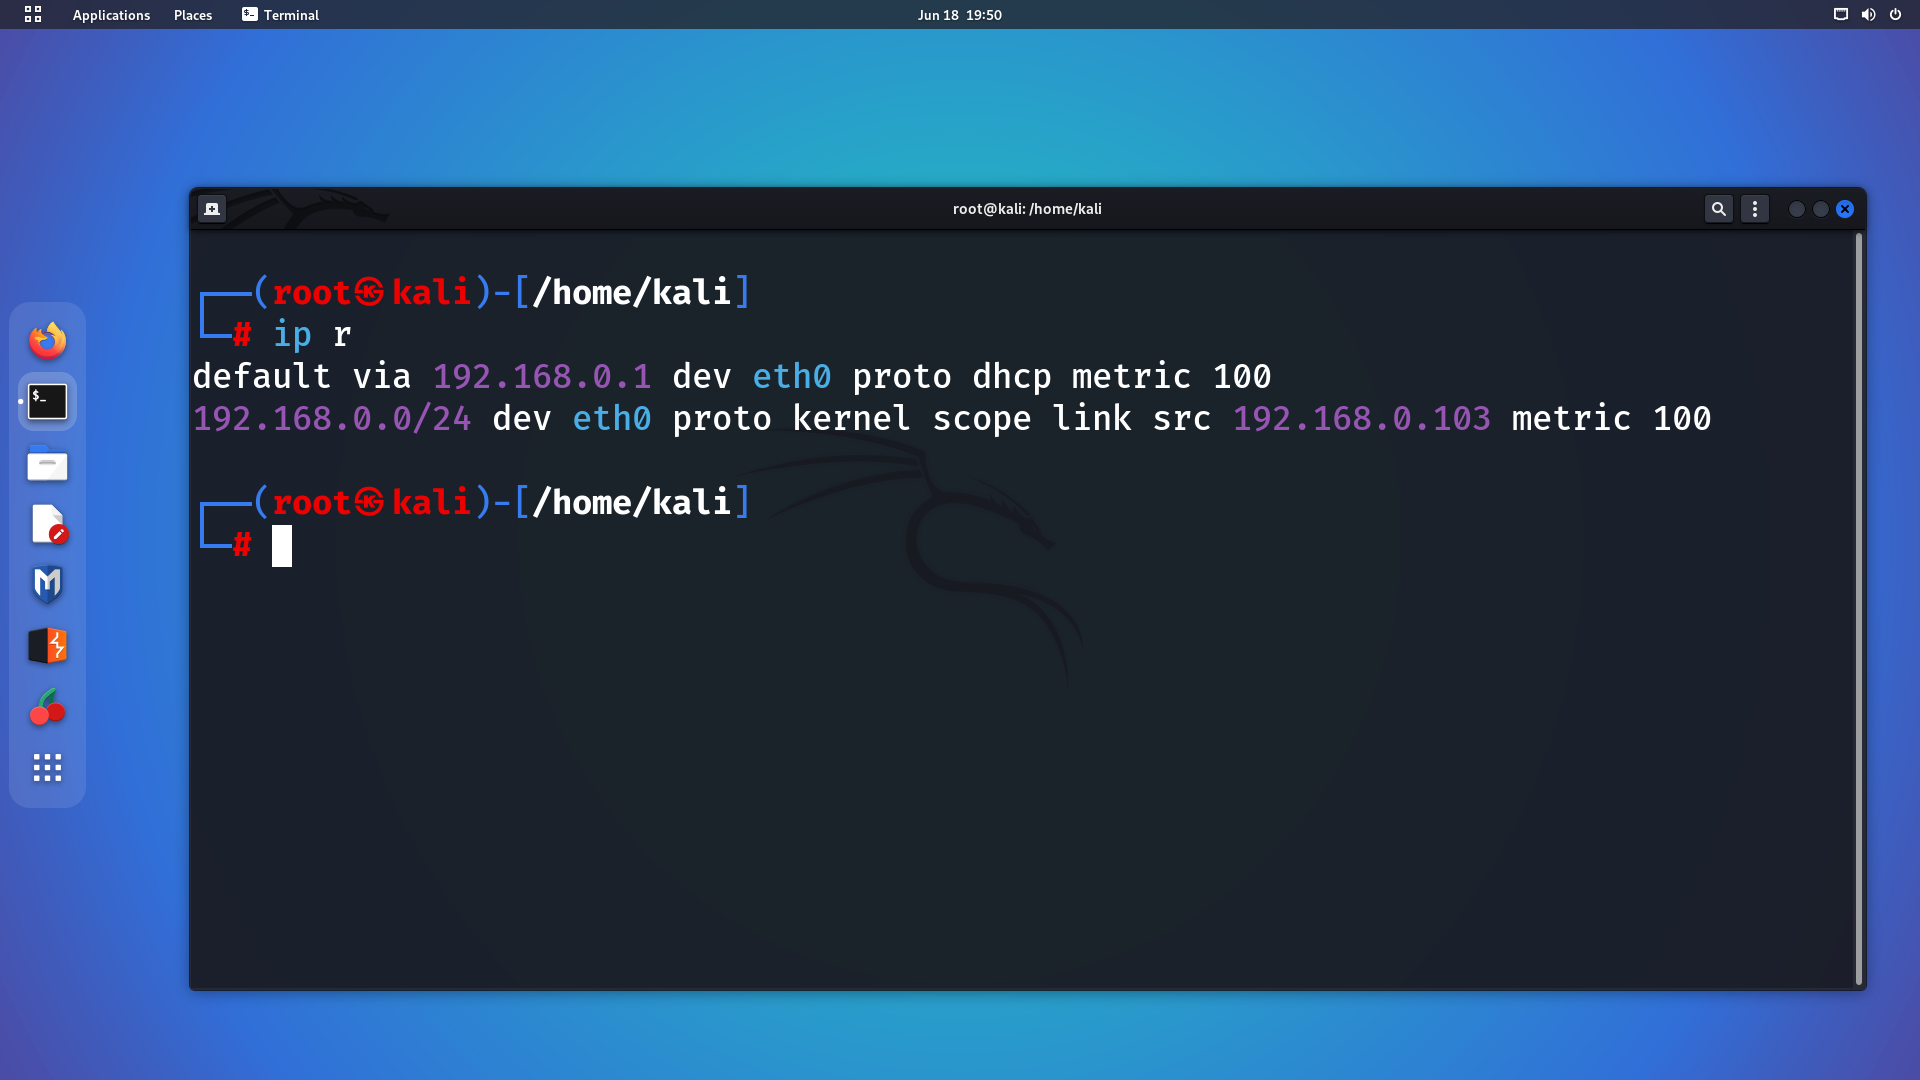 Applications Places Terminal Jun 18 19:50
root@kali: /home/kali
┌──(root㉿kali)-[/home/kali]
└─# ip r
default via 192.168.0.1 dev eth0 proto dhcp metric 100
192.168.0.0/24 dev eth0 proto kernel scope link src 192.168.0.103 metric 100
┌──(root㉿kali)-[/home/kali]
└─#